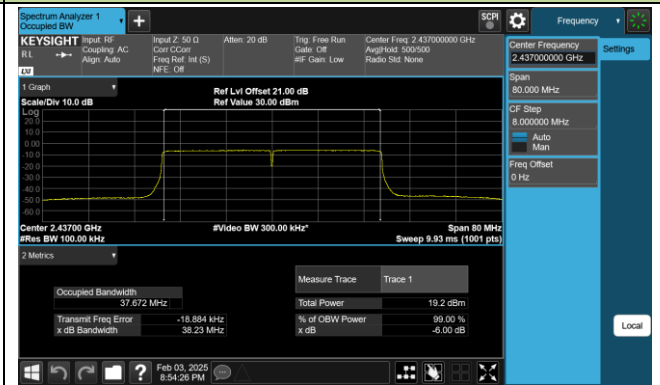 Spectrum Analyzer 1
Occupied BW
SCPI
Frequency
KEYSIGHT
RL
LXI
Input: RF
Coupling: AC
Align: Auto
Input Z: 50 Ω
Corr CCorr
Freq Ref: Int (S)
NFE: Off
Atten: 20 dB
Trig: Free Run
Gate: Off
#IF Gain: Low
Center Freq: 2.437000000 GHz
Avg|Hold: 500/500
Radio Std: None
Center Frequency
2.437000000 GHz
Settings
Span
80.000 MHz
CF Step
8.000000 MHz
Auto
Man
Freq Offset
0 Hz
Local
1 Graph
Scale/Div 10.0 dB
Ref Lvl Offset 21.00 dB
Ref Value 30.00 dBm
Log
20.0
10.0
0.00
-10.0
-20.0
-30.0
-40.0
-50.0
-60.0
Center 2.43700 GHz
#Res BW 100.00 kHz
#Video BW 300.00 kHz*
Span 80 MHz
Sweep 9.93 ms (1001 pts)
2 Metrics
Measure Trace
Trace 1
Occupied Bandwidth
37.672 MHz
Total Power
19.2 dBm
Transmit Freq Error
-18.884 kHz
% of OBW Power
99.00 %
x dB Bandwidth
38.23 MHz
x dB
-6.00 dB
?
Feb 03, 2025
8:54:26 PM